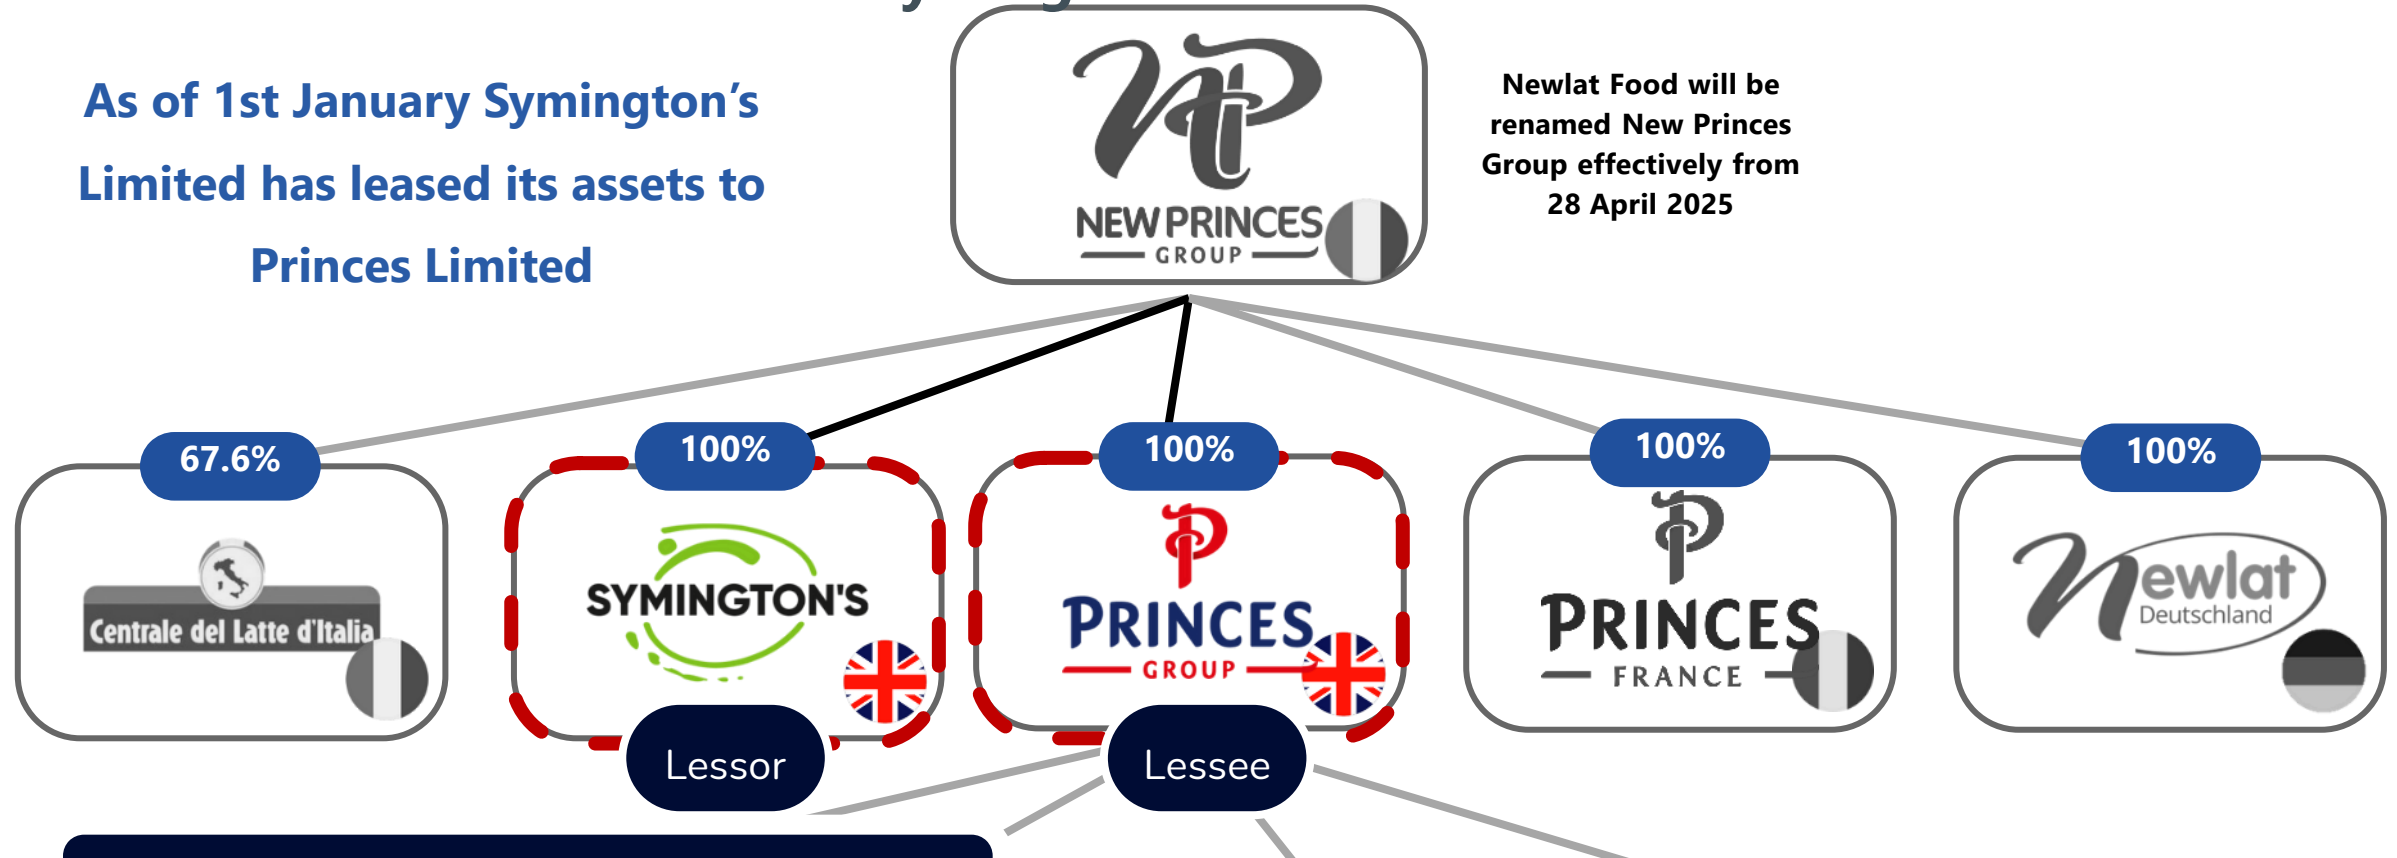 As of 1st January Symington’s
Limited has leased its assets to
Princes Limited
NEW PRINCES
GROUP
Newlat Food will be
renamed New Princes
Group effectively from
28 April 2025
67.6%
100%
100%
100%
100%
Centrale del Latte d'Italia
SYMINGTON'S
PRINCES
GROUP
PRINCES
FRANCE
Newlat
Deutschland
Lessor
Lessee